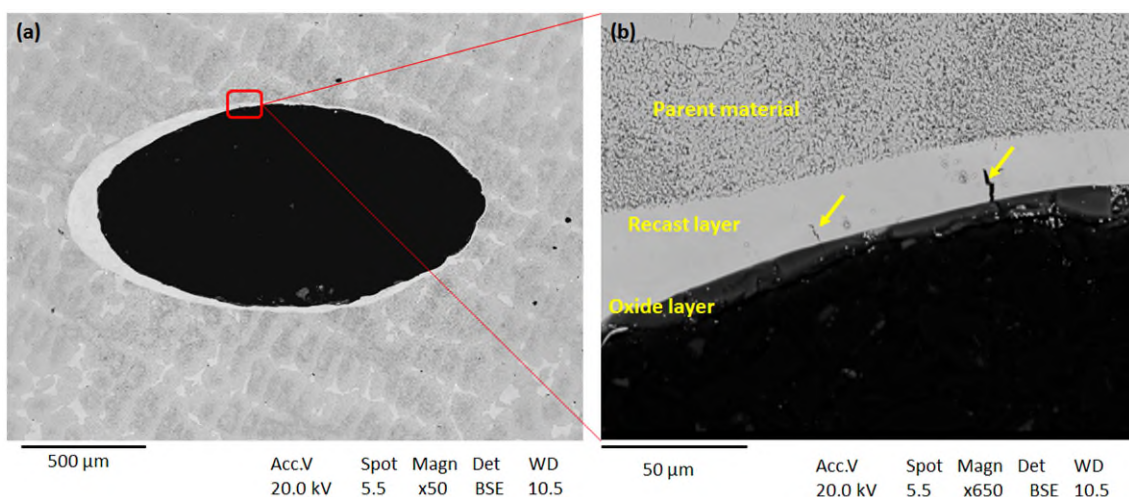 (a)
(b)
Parent material
Recast layer
Oxide layer
500 µm
Acc.V Spot Magn Det WD
20.0 kV 5.5 x50 BSE 10.5
50 µm
Acc.V Spot Magn Det WD
20.0 kV 5.5 x650 BSE 10.5